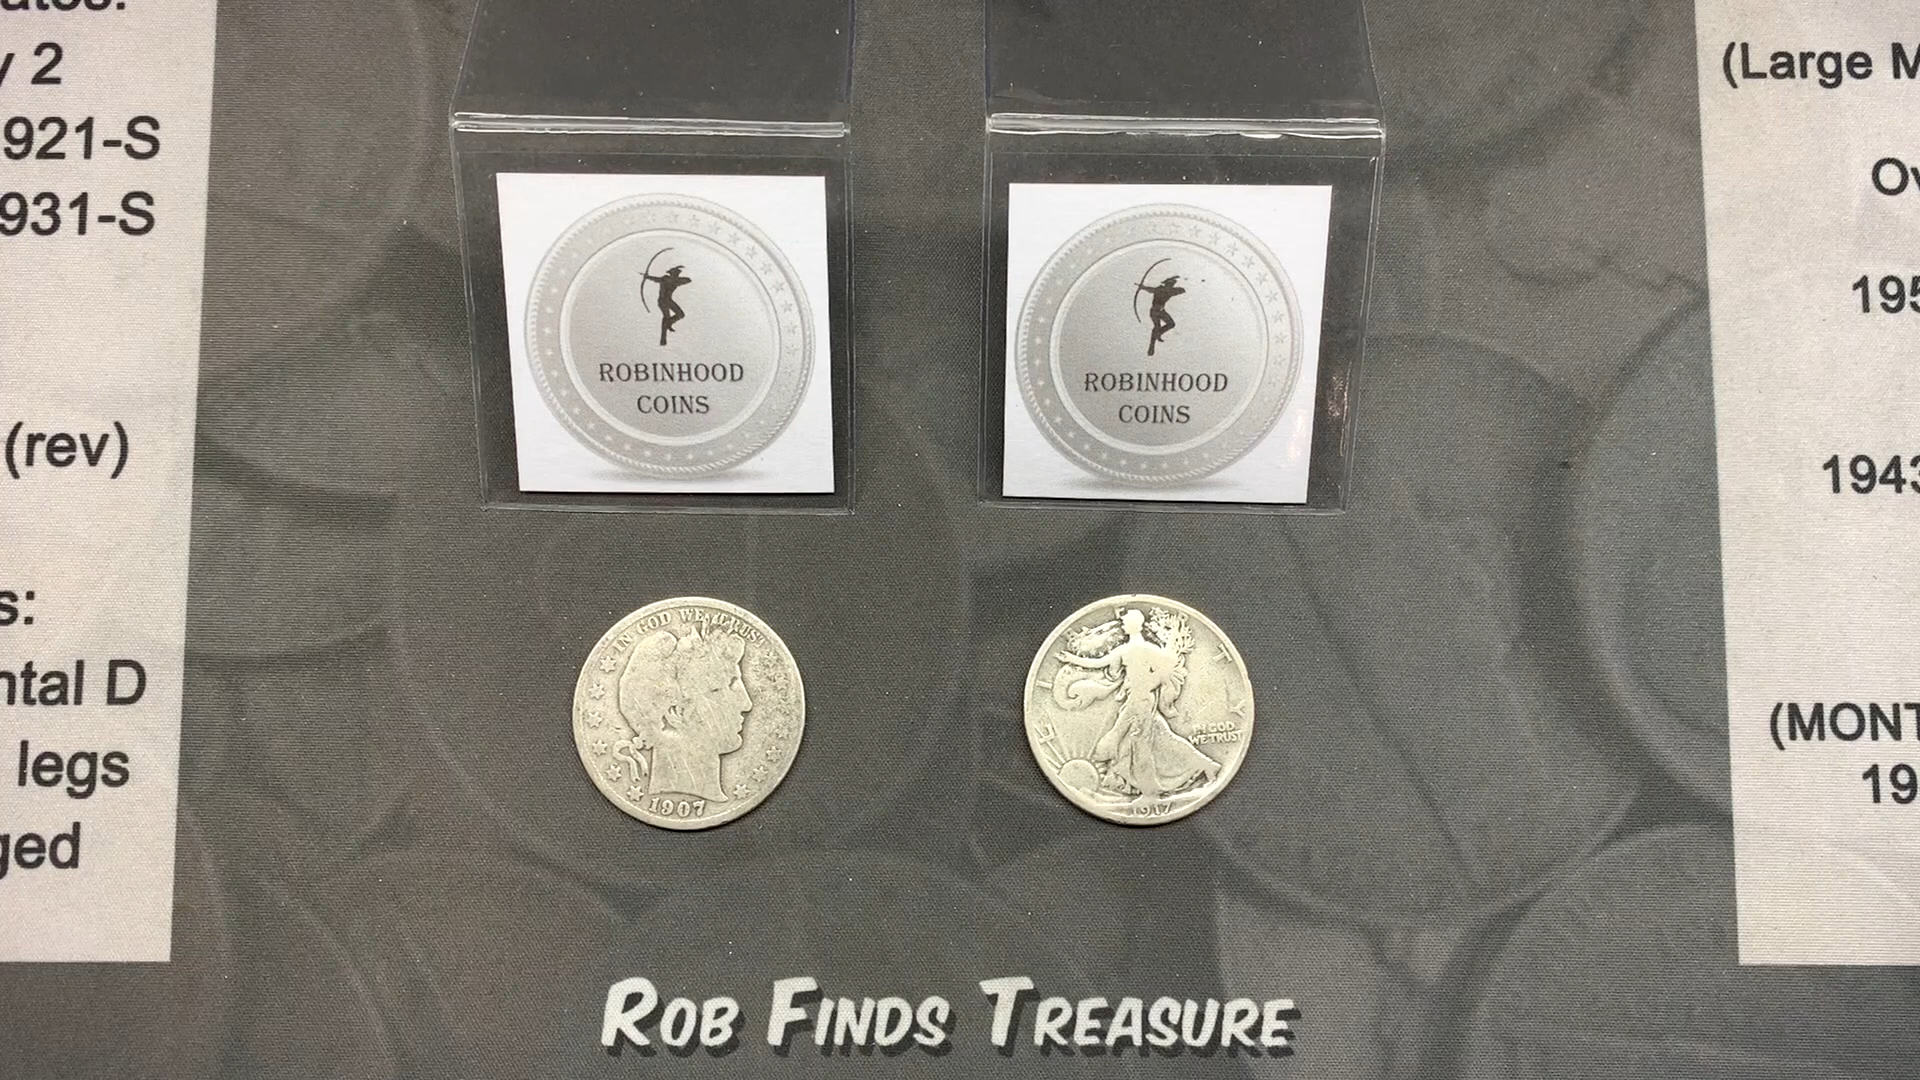 y 2
921-S
931-S
(rev)
s:
ntal D
legs
ged
ROBINHOOD
COINS
ROBINHOOD
COINS
IN GOD WE TRUST
1907
L I B E R T Y
IN GOD
WE TRUST
1917
ROB FINDS TREASURE
(Large M
Ov
195
1943
(MONT
19